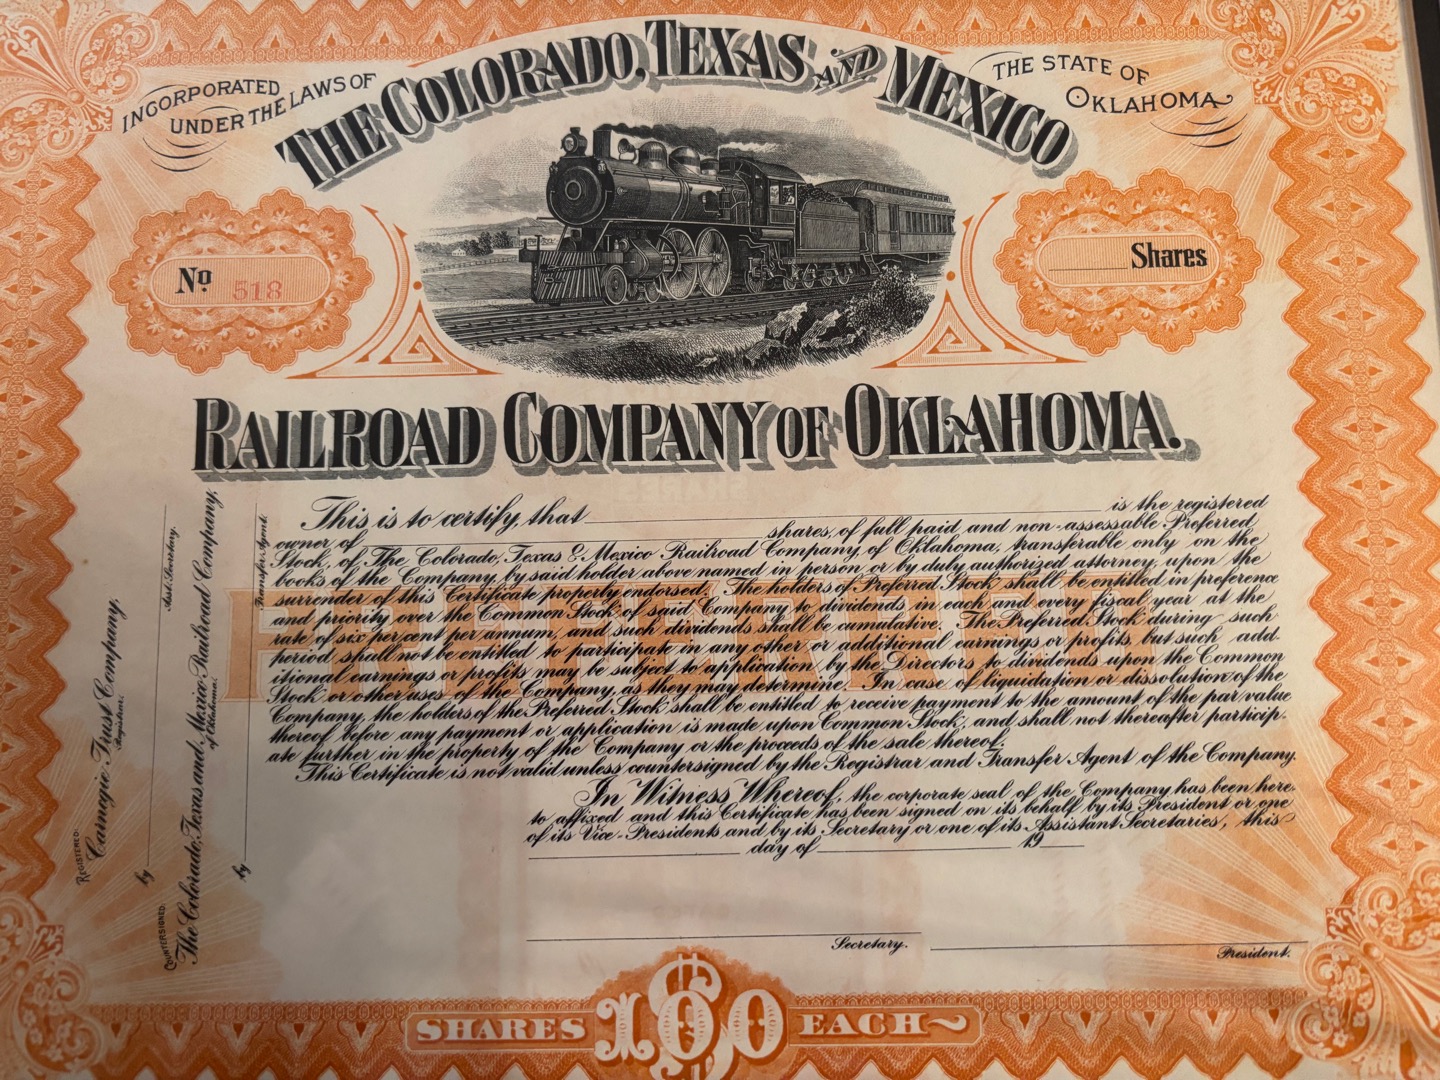 INCORPORATED
UNDER THE LAWS OF
THE COLORADO, TEXAS AND MEXICO
THE STATE OF
OKLAHOMA
No. 518
Shares
RAILROAD COMPANY OF OKLAHOMA.
This is to certify, that is the registered
owner of shares, of full paid and non-assessable Preferred
Stock, of The Colorado, Texas & Mexico Railroad Company, of Oklahoma, transferable only on the
books of the Company, by said holder above named in person or by duly authorized attorney, upon the
surrender of this Certificate properly endorsed. The holders of Preferred Stock shall be entitled in preference
and priority over the Common Stock of said Company to dividends in each and every fiscal year at the
rate of six per cent per annum, and such dividends shall be cumulative. The Preferred Stock during such
period shall not be entitled to participate in any other or additional earnings or profits, but such add-
itional earnings or profits may be subject to application by the Directors to dividends upon the Common
Stock or other uses of the Company, as they may determine. In case of liquidation or dissolution of the
Company, the holders of the Preferred Stock shall be entitled to receive payment to the amount of the par value
thereof before any payment or application is made upon Common Stock, and shall not thereafter particip-
ate further in the property of the Company or the proceeds of the sale thereof.
This Certificate is not valid unless countersigned by the Registrar and Transfer Agent of the Company.
In Witness Whereof, the corporate seal of the Company has been here-
to affixed and this Certificate has been signed on its behalf by its President or one
of its Vice-Presidents and by its Secretary or one of its Assistant Secretaries, this
day of 19
Secretary.
President.
REGISTERED:
Carnegie Trust Company,
Registrar.
by Asst. Secretary.
COUNTERSIGNED:
The Colorado, Texas and Mexico Railroad Company,
of Oklahoma.
by Transfer Agent.
SHARES $100 EACH